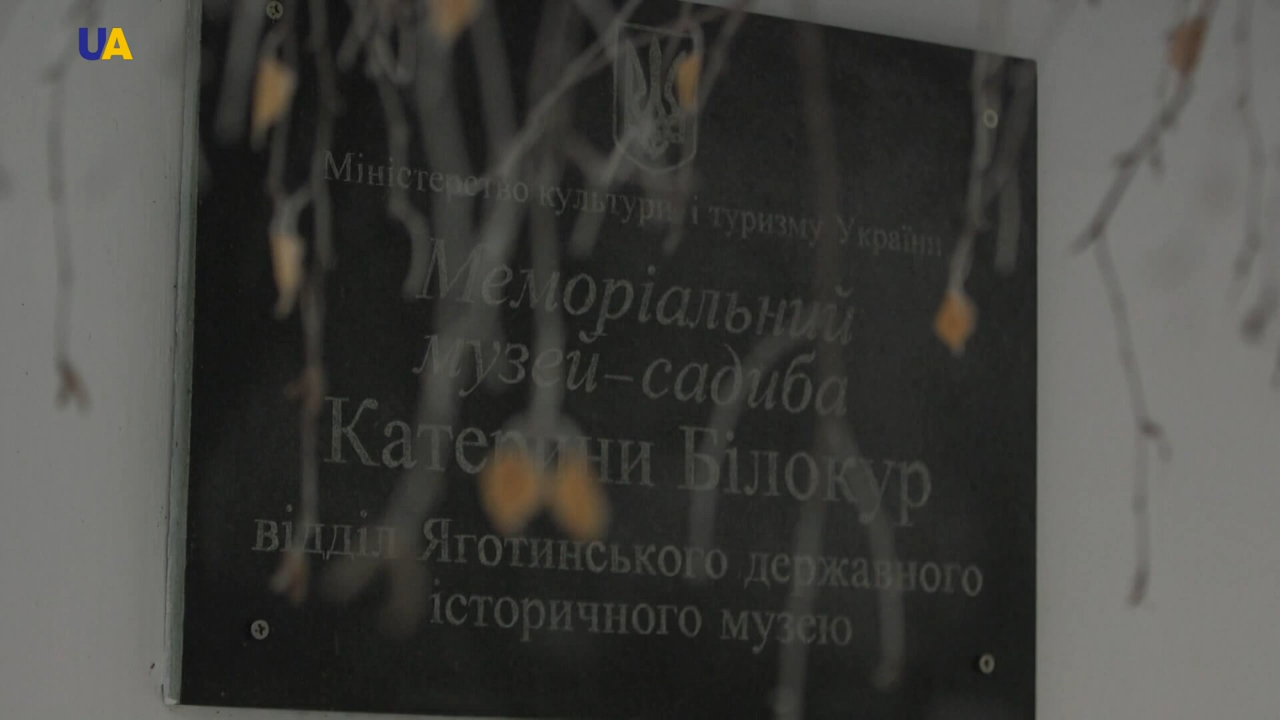 UA
Міністерство культури і туризму України
Меморіальний
музей–садиба
Катерини Білокур
відділ Яготинського державного
історичного музею